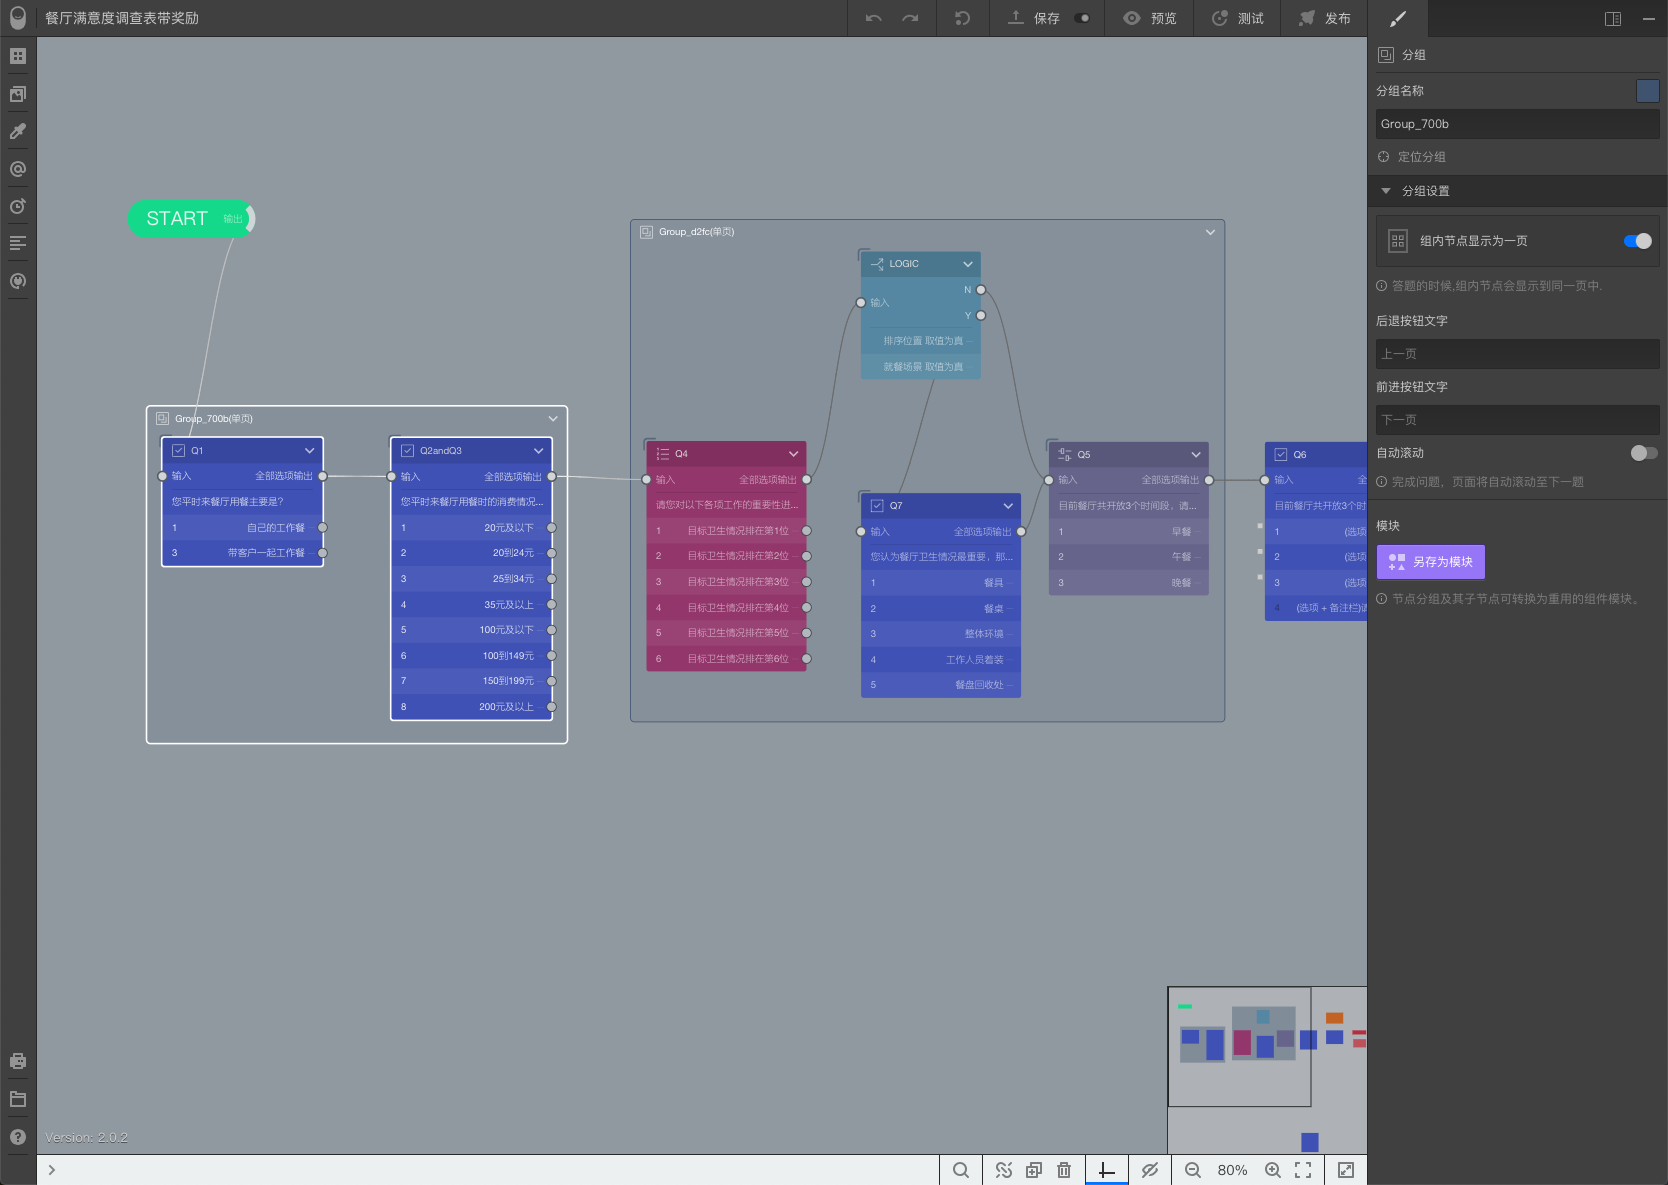 餐厅满意度调查表带奖励
保存
预览
测试
发布
START 输出
Group_700b(单页)
Q1
输入 全部选项输出
您平时来餐厅用餐主要是?
1 自己的工作餐
3 带客户一起工作餐
Q2andQ3
输入 全部选项输出
您平时来餐厅用餐时的消费情况...
1 20元及以下
2 20到24元
3 25到34元
4 35元及以上
5 100元及以下
6 100到149元
7 150到199元
8 200元及以上
Group_d2fc(单页)
LOGIC
N
输入
Y
排序位置 取值为真
就餐场景 取值为真
Q4
输入 全部选项输出
请您对以下各项工作的重要性进...
1 目标卫生情况排在第1位
2 目标卫生情况排在第2位
3 目标卫生情况排在第3位
4 目标卫生情况排在第4位
5 目标卫生情况排在第5位
6 目标卫生情况排在第6位
Q7
输入 全部选项输出
您认为餐厅卫生情况最重要，那...
1 餐具
2 餐桌
3 整体环境
4 工作人员着装
5 餐盘回收处
Q5
输入 全部选项输出
目前餐厅共开放3个时间段，请...
1 早餐
2 午餐
3 晚餐
Q6
输入 全
目前餐厅共开放3个时
1 (选项
2 (选项
3 (选项
4 (选项 + 备注栏)
Version: 2.0.2
80%
分组
分组名称
Group_700b
定位分组
分组设置
组内节点显示为一页
答题的时候,组内节点会显示到同一页中.
后退按钮文字
上一页
前进按钮文字
下一页
自动滚动
完成问题，页面将自动滚动至下一题
模块
另存为模块
节点分组及其子节点可转换为重用的组件模块。